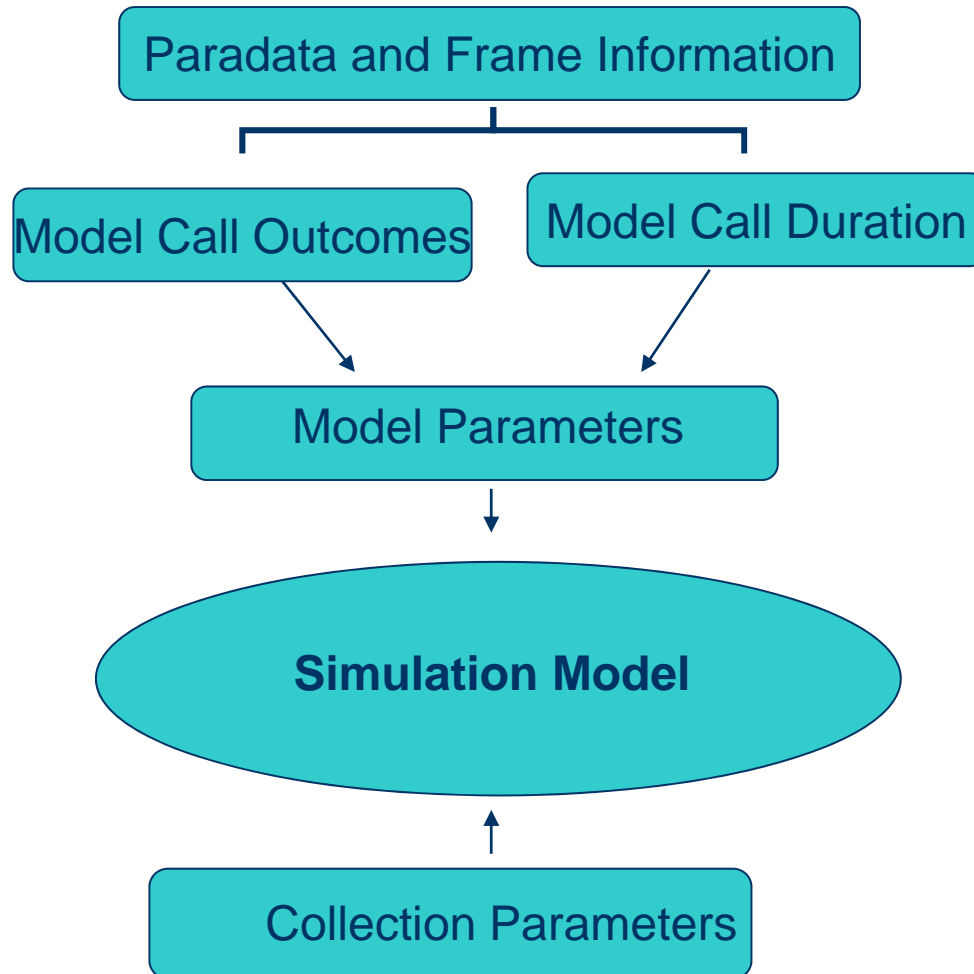 Paradata and Frame Information
Model Call Outcomes
Model Call Duration
Model Parameters
Simulation Model
Collection Parameters